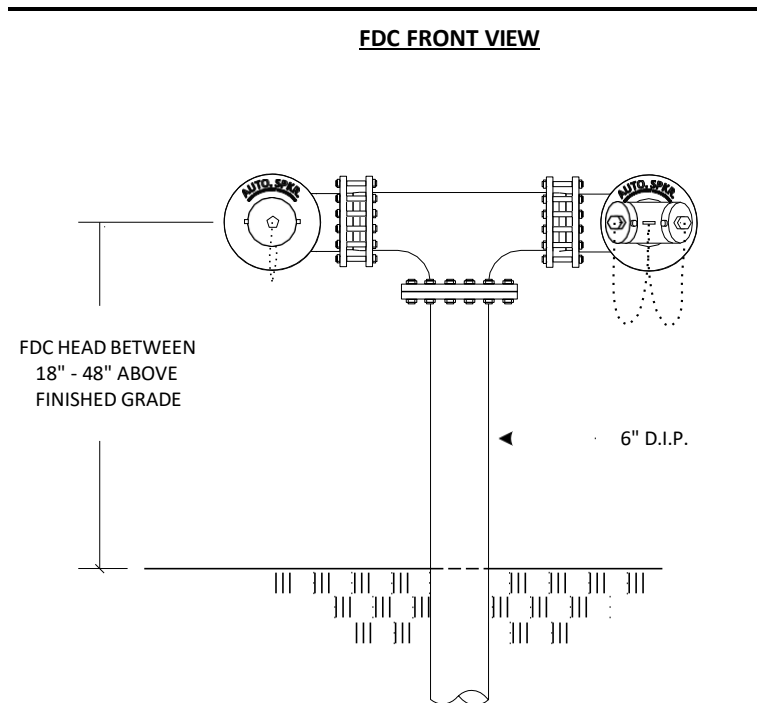 FDC FRONT VIEW
AUTO. SPKR.
AUTO. SPKR.
FDC HEAD BETWEEN
18" - 48" ABOVE
FINISHED GRADE
6" D.I.P.